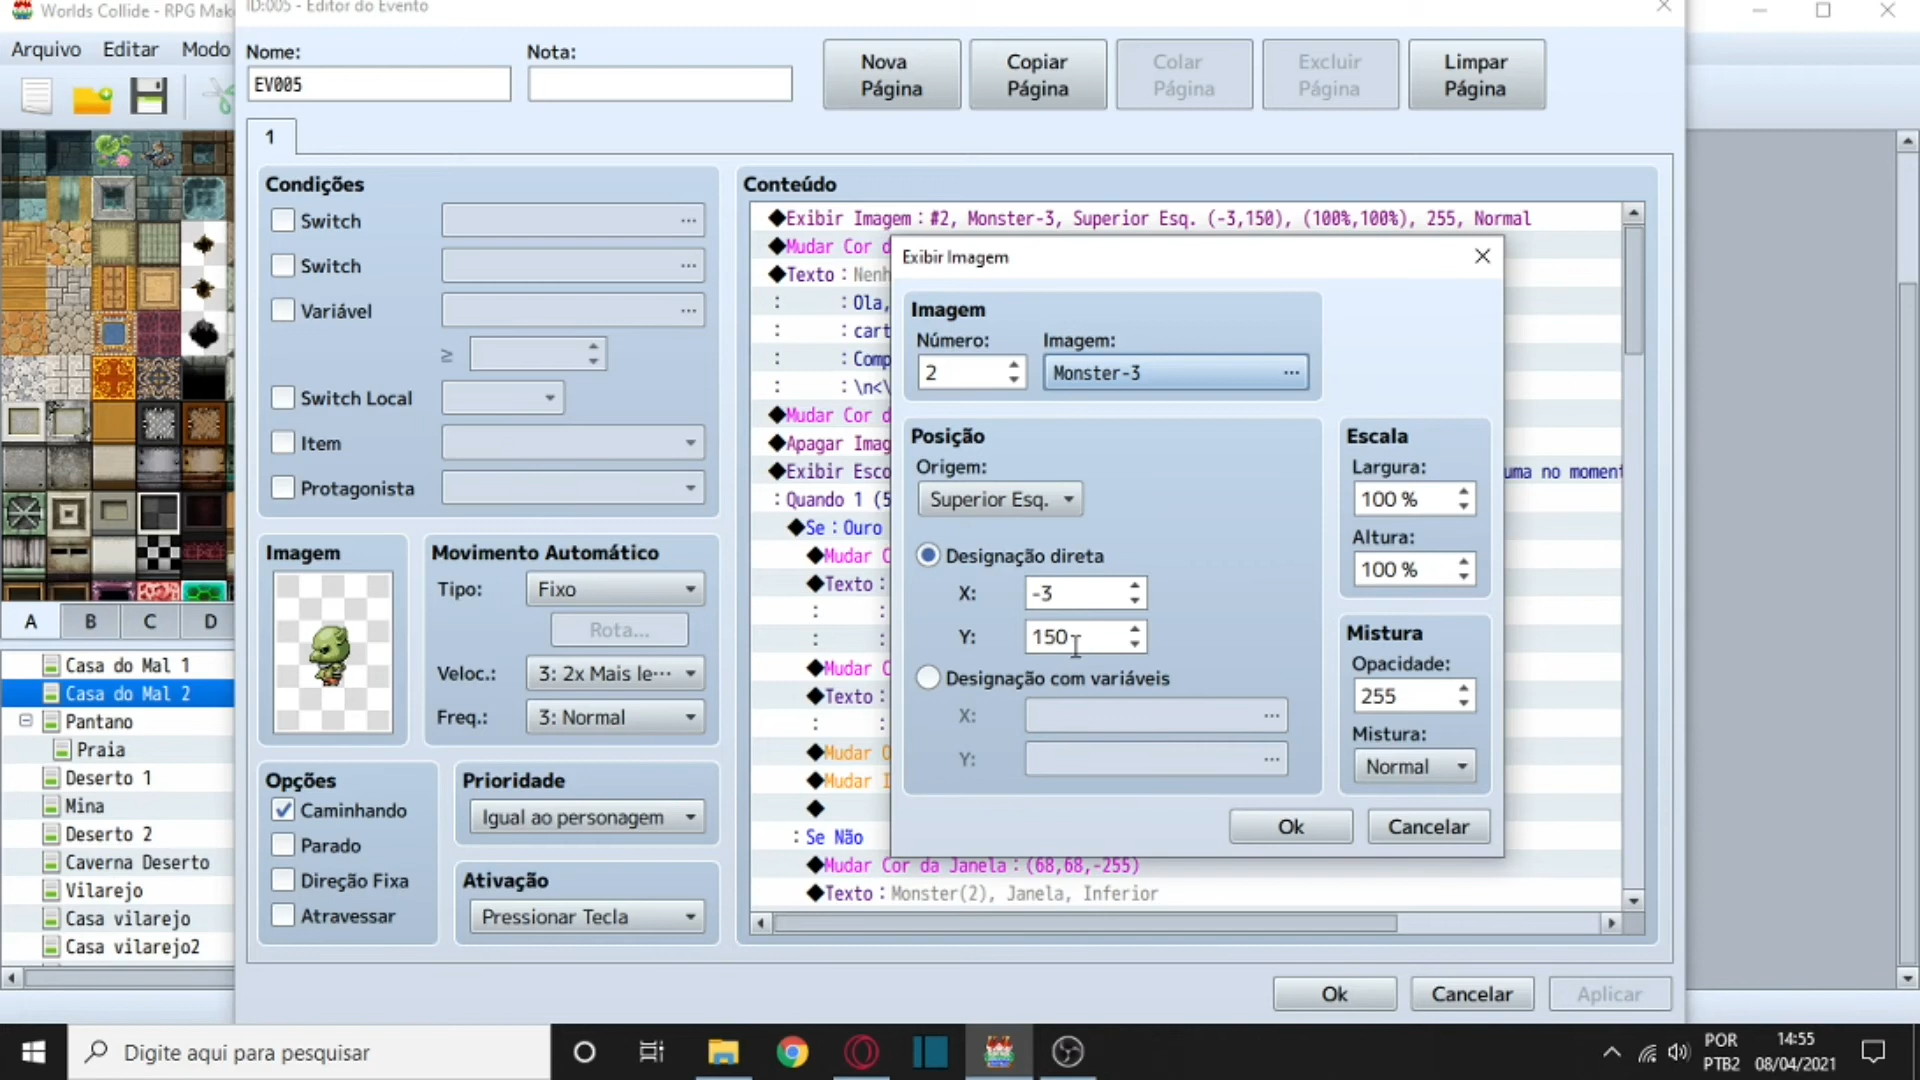 Worlds Collide - RPG Mak
ID:005 - Editor do Evento
Arquivo Editar Modo
Nome:
Nota:
EV005
Nova Página
Copiar Página
Colar Página
Excluir Página
Limpar Página
1
Condições
Switch
Switch
Variável
≥
Switch Local
Item
Protagonista
Imagem
Movimento Automático
Tipo:
Fixo
Rota...
Veloc.:
3: 2x Mais le···
Freq.:
3: Normal
Opções
Caminhando
Parado
Direção Fixa
Atravessar
Prioridade
Igual ao personagem
Ativação
Pressionar Tecla
Conteúdo
◆Exibir Imagem：#2, Monster-3, Superior Esq. (-3,150), (100%,100%), 255, Normal
◆Mudar Cor d
◆Texto：Nenh
: ：Ola,
: ：cart
: ：Comp
: ：\n<\
◆Mudar Cor d
◆Apagar Imag
◆Exibir Esco
uma no moment
: Quando 1 (5
◆Se：Ouro
◆Mudar C
◆Texto：
: :
: :
◆Mudar C
◆Texto：
: :
◆Mudar O
◆Mudar I
◆
: Se Não
◆Mudar Cor da Janela：(68,68,-255)
◆Texto：Monster(2), Janela, Inferior
Exibir Imagem
Imagem
Número:
Imagem:
2
Monster-3
Posição
Origem:
Superior Esq.
Designação direta
X:
-3
Y:
150
Designação com variáveis
X:
Y:
Escala
Largura:
100 %
Altura:
100 %
Mistura
Opacidade:
255
Mistura:
Normal
Ok
Cancelar
A B C D
Casa do Mal 1
Casa do Mal 2
Pantano
Praia
Deserto 1
Mina
Deserto 2
Caverna Deserto
Vilarejo
Casa vilarejo
Casa vilarejo2
Ok
Cancelar
Aplicar
Digite aqui para pesquisar
POR
PTB2
14:55
08/04/2021